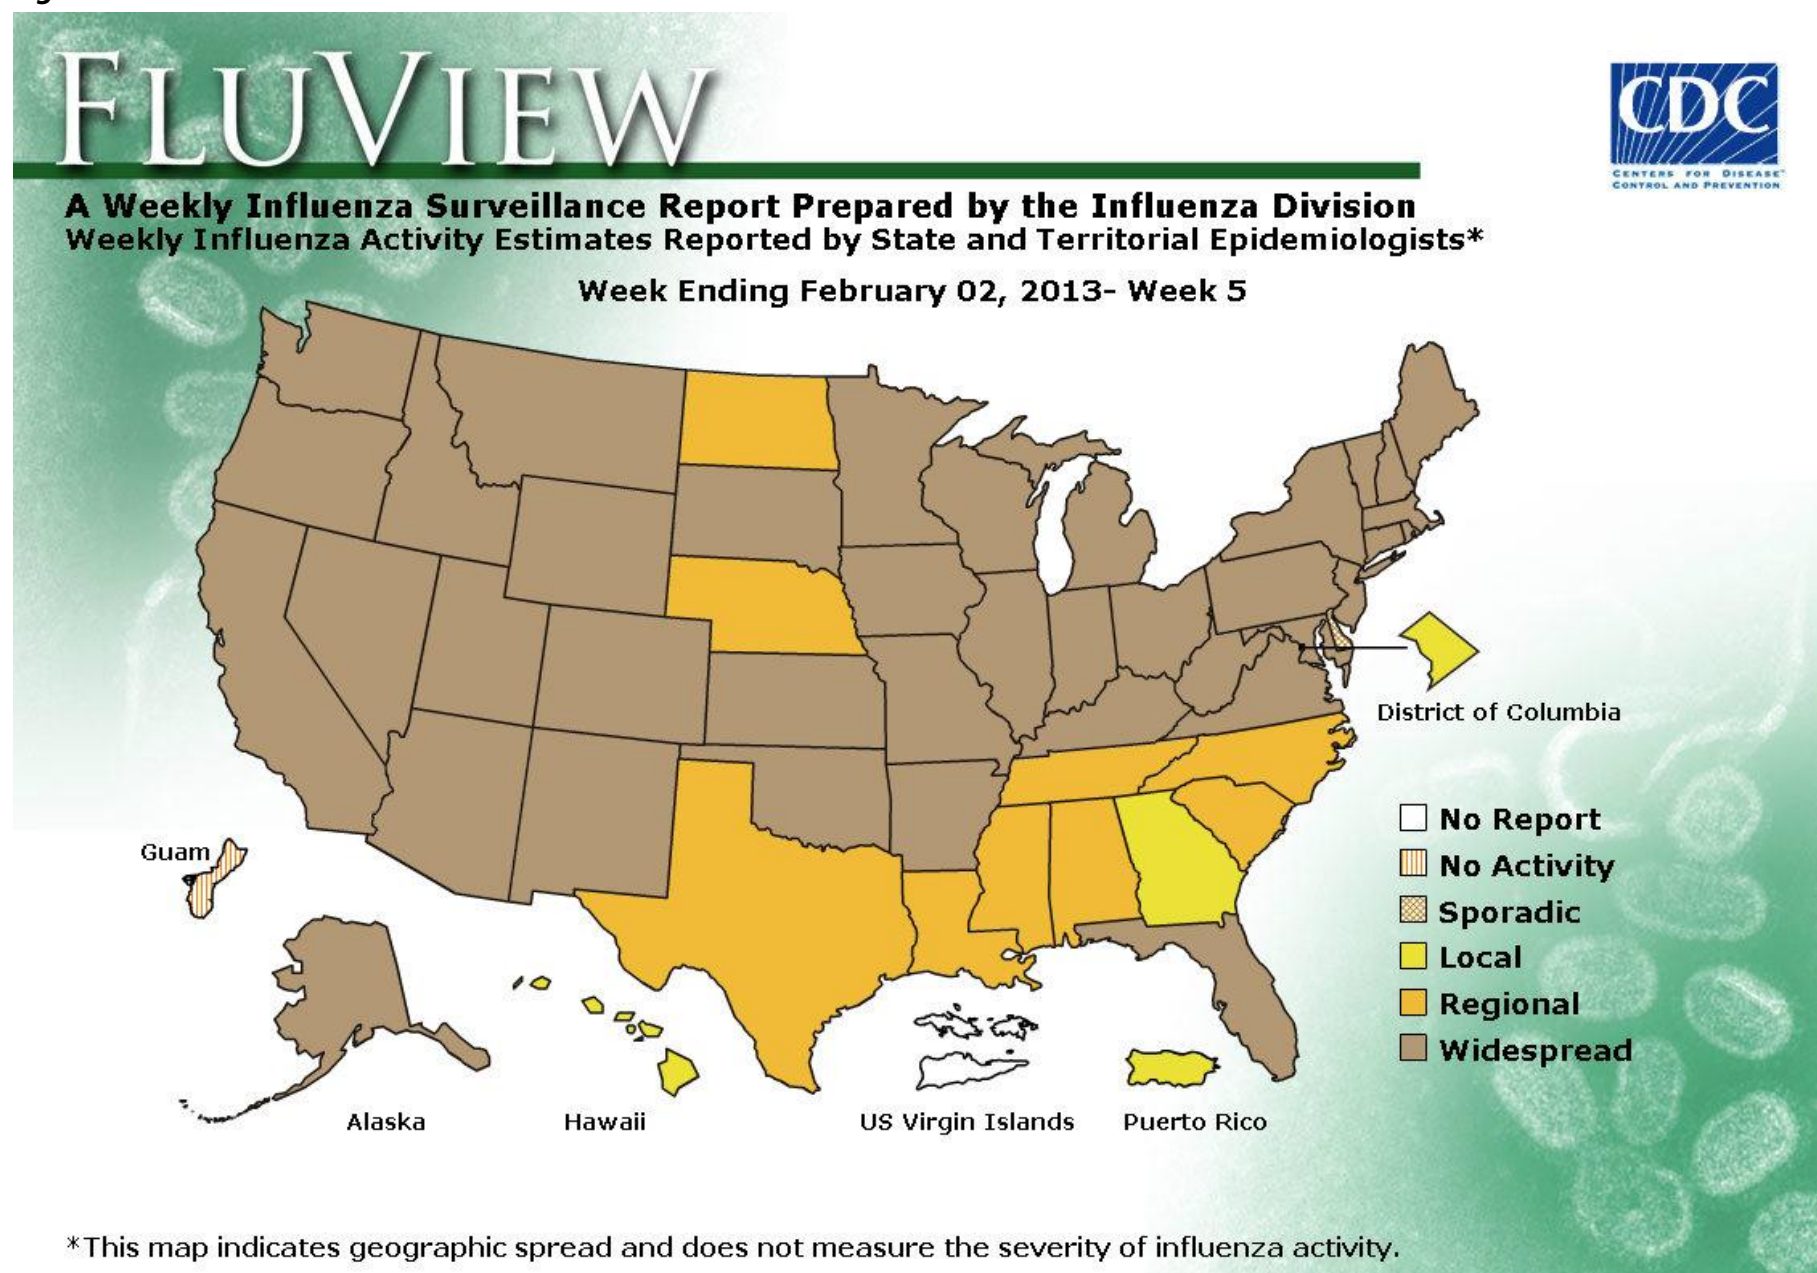 FLUVIEW
CDC
CENTERS FOR DISEASE
CONTROL AND PREVENTION
A Weekly Influenza Surveillance Report Prepared by the Influenza Division
Weekly Influenza Activity Estimates Reported by State and Territorial Epidemiologists*
Week Ending February 02, 2013- Week 5
District of Columbia
No Report
Guam
No Activity
Sporadic
Local
Regional
Widespread
Alaska
Hawaii
US Virgin Islands
Puerto Rico
*This map indicates geographic spread and does not measure the severity of influenza activity.